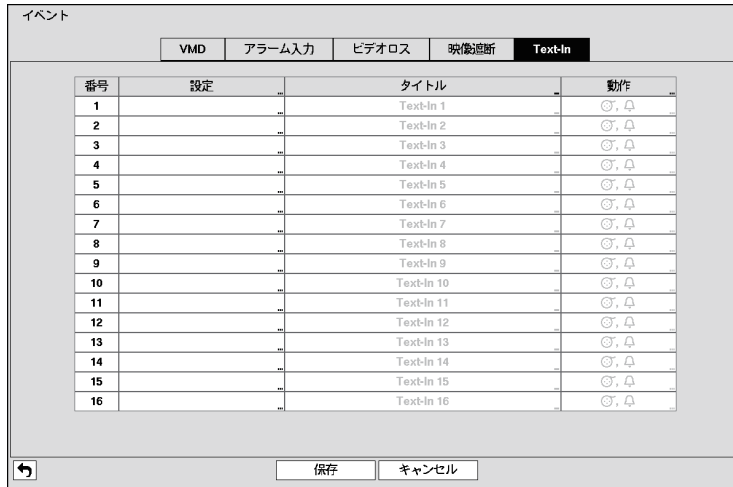 イベント
VMD アラーム入力 ビデオロス 映像遮断 Text-In
番号 設定 ... タイトル ... 動作 ...
1 ... Text-In 1 ... , ...
2 ... Text-In 2 ... , ...
3 ... Text-In 3 ... , ...
4 ... Text-In 4 ... , ...
5 ... Text-In 5 ... , ...
6 ... Text-In 6 ... , ...
7 ... Text-In 7 ... , ...
8 ... Text-In 8 ... , ...
9 ... Text-In 9 ... , ...
10 ... Text-In 10 ... , ...
11 ... Text-In 11 ... , ...
12 ... Text-In 12 ... , ...
13 ... Text-In 13 ... , ...
14 ... Text-In 14 ... , ...
15 ... Text-In 15 ... , ...
16 ... Text-In 16 ... , ...
保存 キャンセル